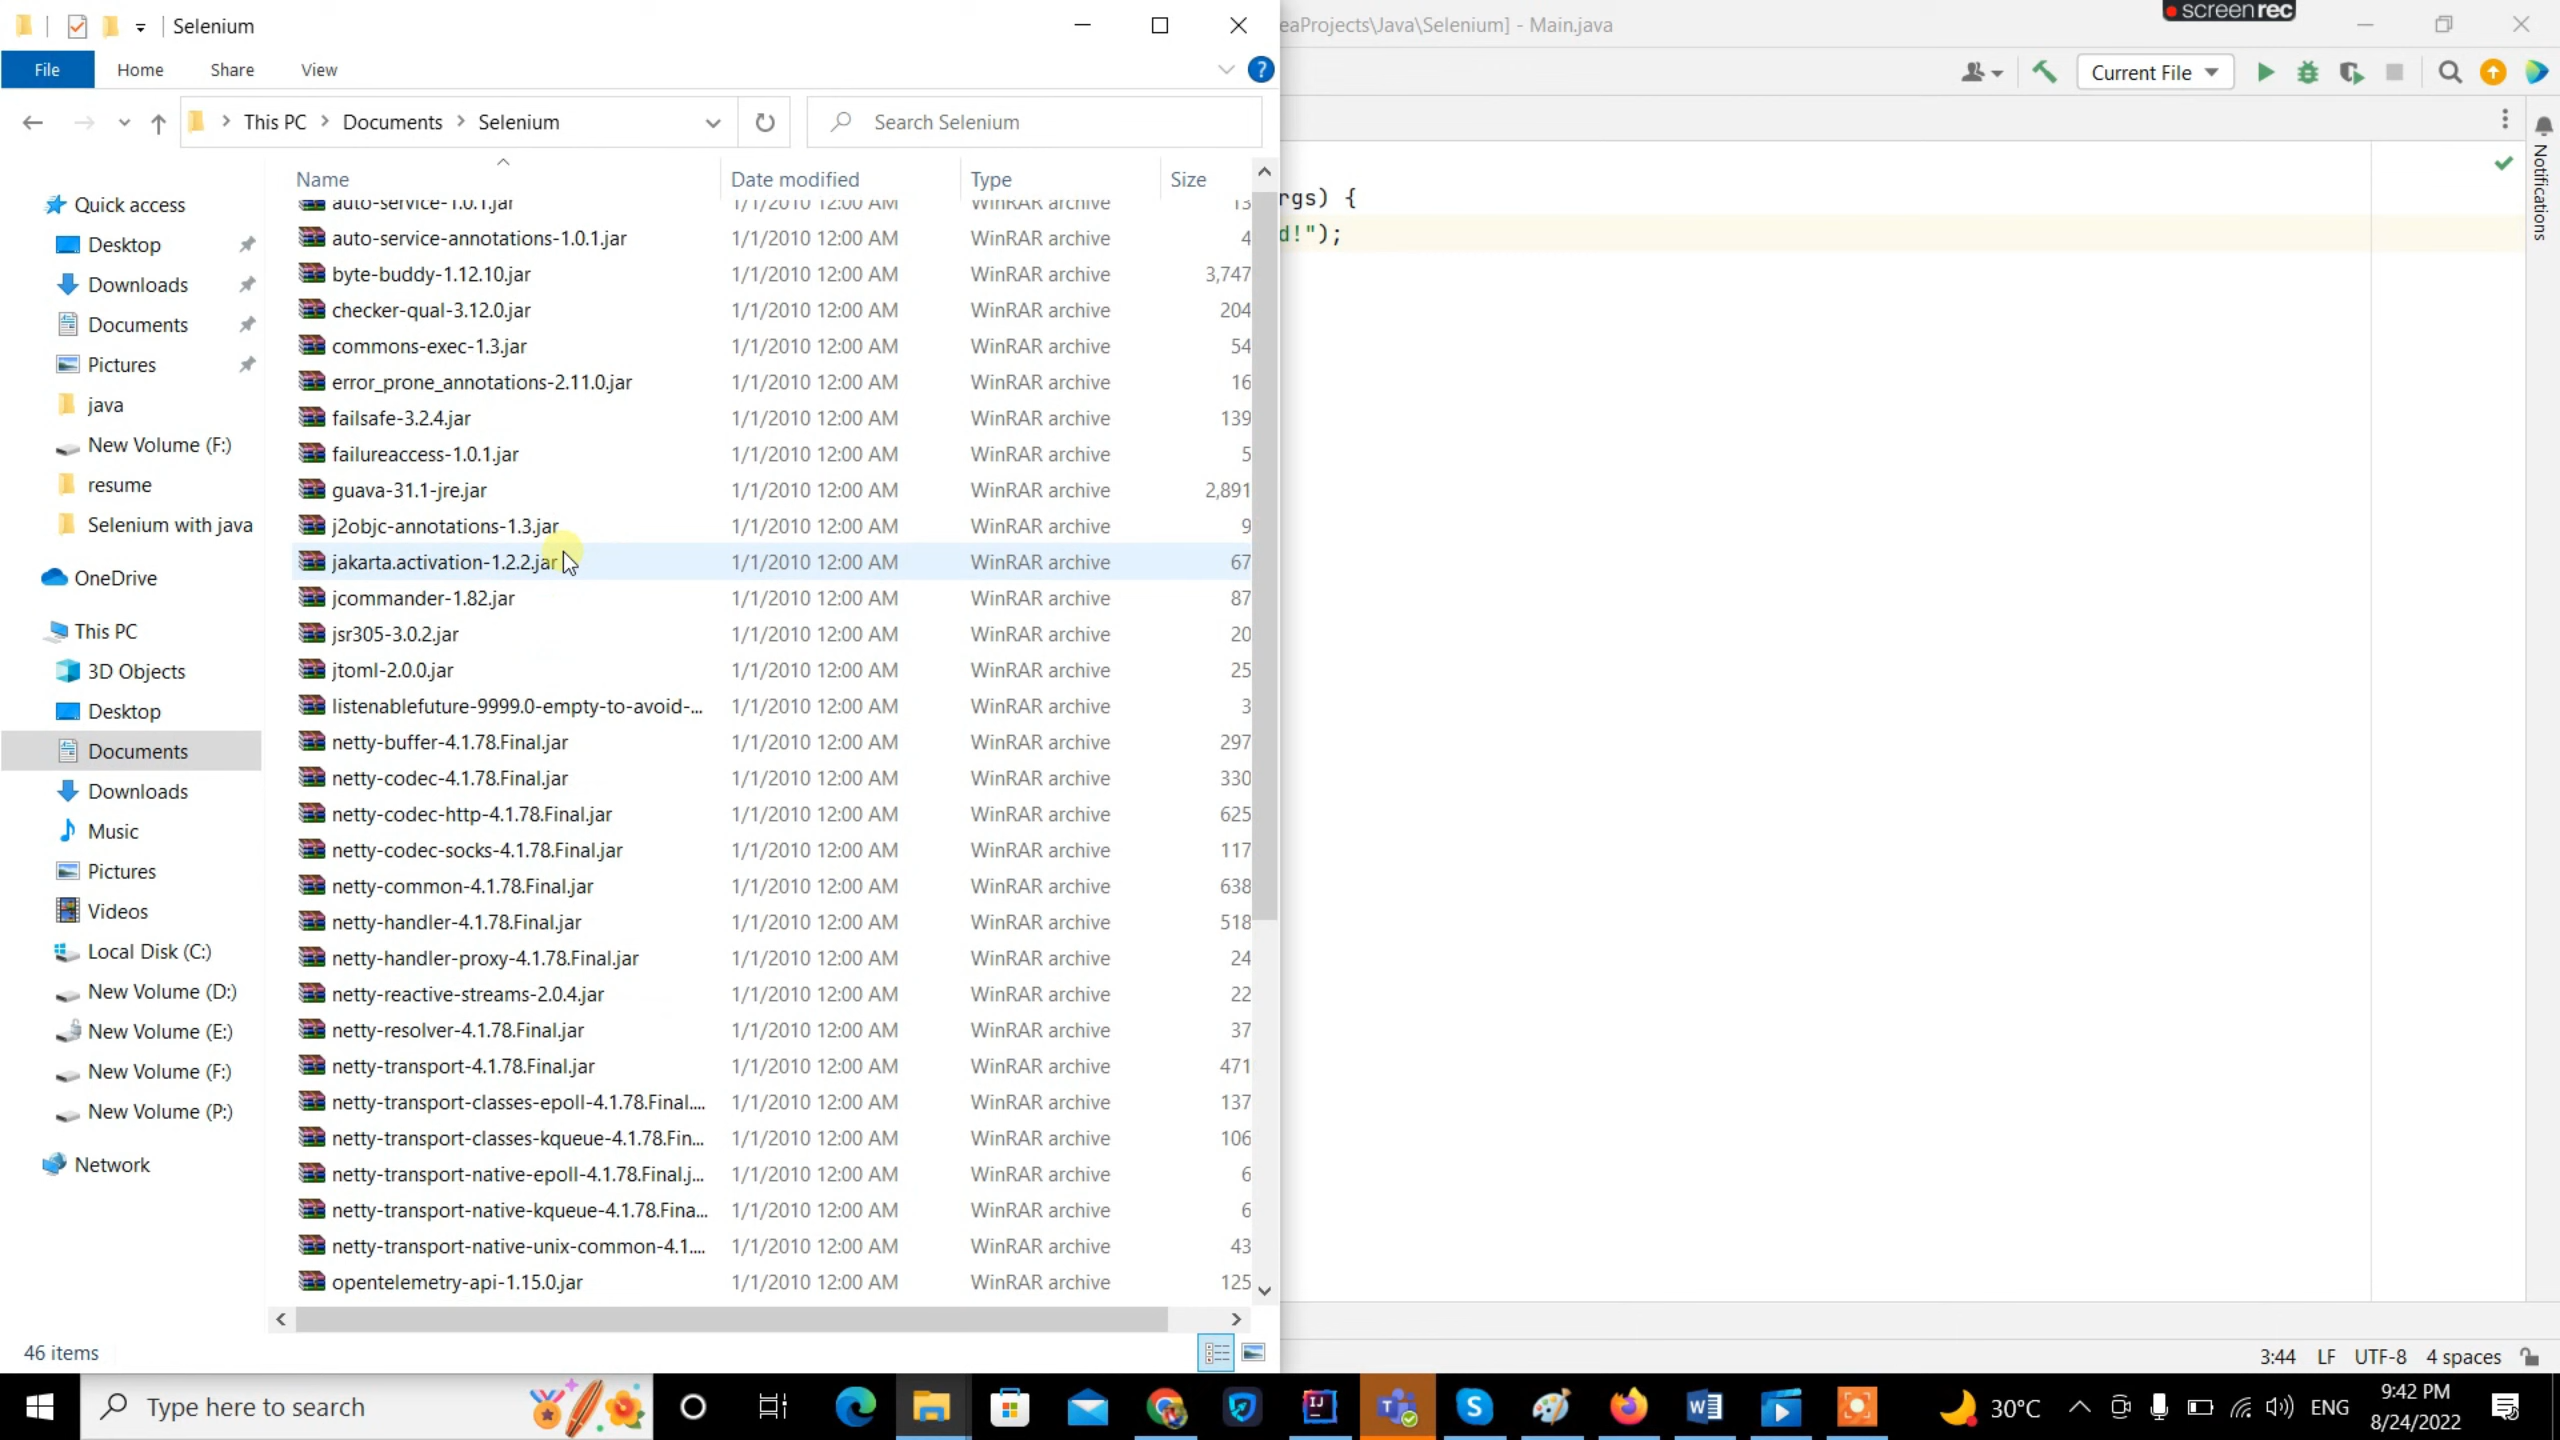 Selenium
eaProjects\Java\Selenium] - Main.java
screenrec
File Home Share View
Current File
This PC Documents Selenium
Search Selenium
Name Date modified Type Size
rgs) {
d!");
Notifications
Quick access
Desktop
Downloads
Documents
Pictures
java
New Volume (F:)
resume
Selenium with java
OneDrive
This PC
3D Objects
Desktop
Documents
Downloads
Music
Pictures
Videos
Local Disk (C:)
New Volume (D:)
New Volume (E:)
New Volume (F:)
New Volume (P:)
Network
auto-service-1.0.1.jar 1/1/2010 12:00 AM WinRAR archive 13
auto-service-annotations-1.0.1.jar 1/1/2010 12:00 AM WinRAR archive 4
byte-buddy-1.12.10.jar 1/1/2010 12:00 AM WinRAR archive 3,747
checker-qual-3.12.0.jar 1/1/2010 12:00 AM WinRAR archive 204
commons-exec-1.3.jar 1/1/2010 12:00 AM WinRAR archive 54
error_prone_annotations-2.11.0.jar 1/1/2010 12:00 AM WinRAR archive 16
failsafe-3.2.4.jar 1/1/2010 12:00 AM WinRAR archive 139
failureaccess-1.0.1.jar 1/1/2010 12:00 AM WinRAR archive 5
guava-31.1-jre.jar 1/1/2010 12:00 AM WinRAR archive 2,891
j2objc-annotations-1.3.jar 1/1/2010 12:00 AM WinRAR archive 9
jakarta.activation-1.2.2.jar 1/1/2010 12:00 AM WinRAR archive 67
jcommander-1.82.jar 1/1/2010 12:00 AM WinRAR archive 87
jsr305-3.0.2.jar 1/1/2010 12:00 AM WinRAR archive 20
jtoml-2.0.0.jar 1/1/2010 12:00 AM WinRAR archive 25
listenablefuture-9999.0-empty-to-avoid-... 1/1/2010 12:00 AM WinRAR archive 3
netty-buffer-4.1.78.Final.jar 1/1/2010 12:00 AM WinRAR archive 297
netty-codec-4.1.78.Final.jar 1/1/2010 12:00 AM WinRAR archive 330
netty-codec-http-4.1.78.Final.jar 1/1/2010 12:00 AM WinRAR archive 625
netty-codec-socks-4.1.78.Final.jar 1/1/2010 12:00 AM WinRAR archive 117
netty-common-4.1.78.Final.jar 1/1/2010 12:00 AM WinRAR archive 638
netty-handler-4.1.78.Final.jar 1/1/2010 12:00 AM WinRAR archive 518
netty-handler-proxy-4.1.78.Final.jar 1/1/2010 12:00 AM WinRAR archive 24
netty-reactive-streams-2.0.4.jar 1/1/2010 12:00 AM WinRAR archive 22
netty-resolver-4.1.78.Final.jar 1/1/2010 12:00 AM WinRAR archive 37
netty-transport-4.1.78.Final.jar 1/1/2010 12:00 AM WinRAR archive 471
netty-transport-classes-epoll-4.1.78.Final.... 1/1/2010 12:00 AM WinRAR archive 137
netty-transport-classes-kqueue-4.1.78.Fin... 1/1/2010 12:00 AM WinRAR archive 106
netty-transport-native-epoll-4.1.78.Final.j... 1/1/2010 12:00 AM WinRAR archive 6
netty-transport-native-kqueue-4.1.78.Fina... 1/1/2010 12:00 AM WinRAR archive 6
netty-transport-native-unix-common-4.1.... 1/1/2010 12:00 AM WinRAR archive 43
opentelemetry-api-1.15.0.jar 1/1/2010 12:00 AM WinRAR archive 125
46 items
3:44 LF UTF-8 4 spaces
Type here to search
30°C
ENG
9:42 PM
8/24/2022